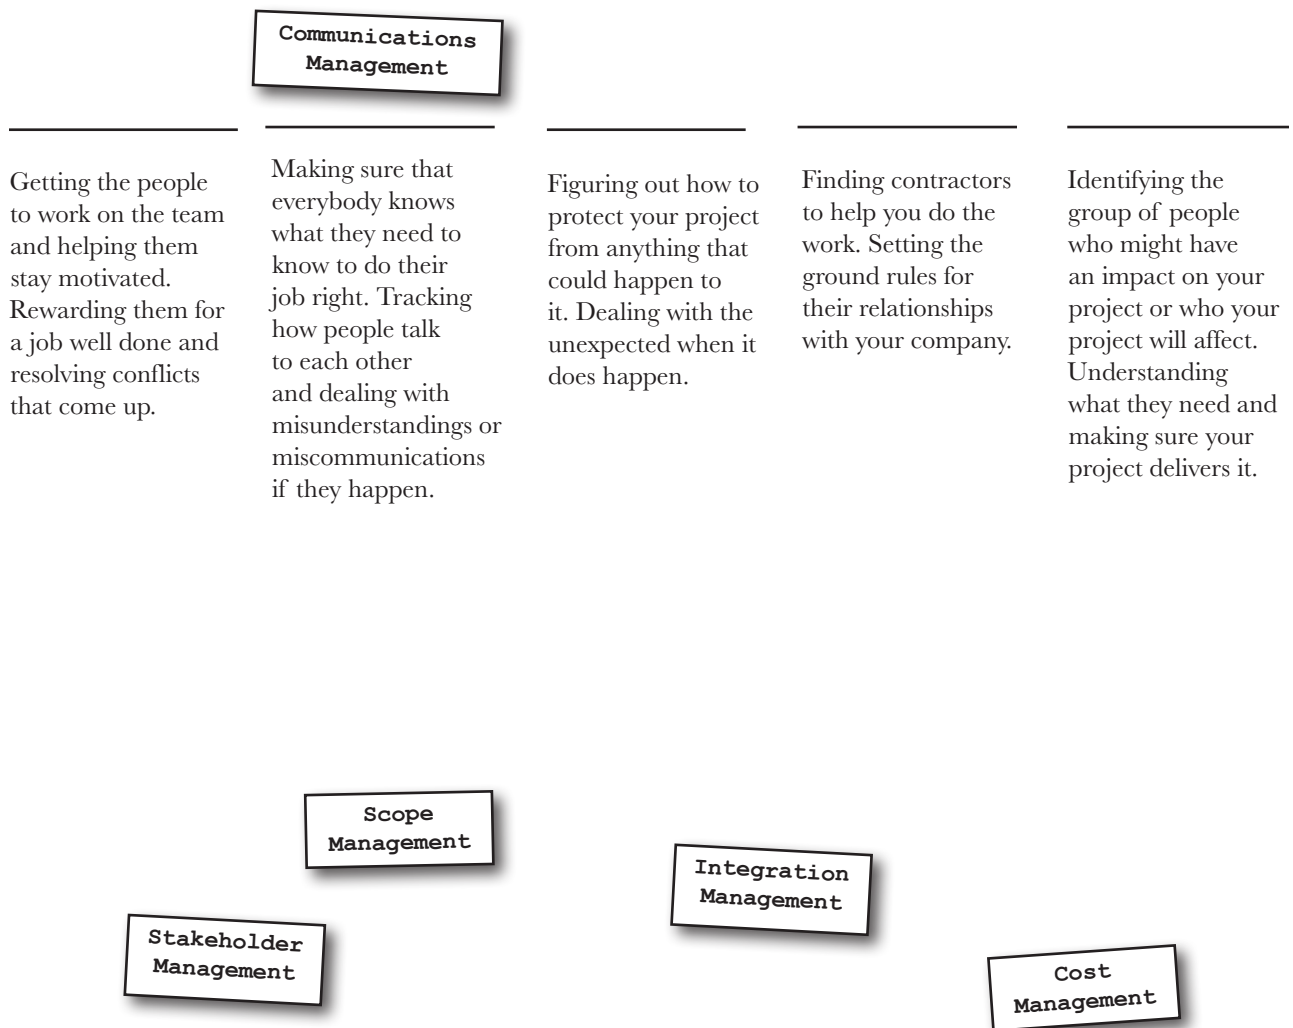 Communications
Management
Getting the people
to work on the team
and helping them
stay motivated.
Rewarding them for
a job well done and
resolving conflicts
that come up.
Making sure that
everybody knows
what they need to
know to do their
job right. Tracking
how people talk
to each other
and dealing with
misunderstandings or
miscommunications
if they happen.
Figuring out how to
protect your project
from anything that
could happen to
it. Dealing with the
unexpected when it
does happen.
Finding contractors
to help you do the
work. Setting the
ground rules for
their relationships
with your company.
Identifying the
group of people
who might have
an impact on your
project or who your
project will affect.
Understanding
what they need and
making sure your
project delivers it.
Scope
Management
Integration
Management
Stakeholder
Management
Cost
Management